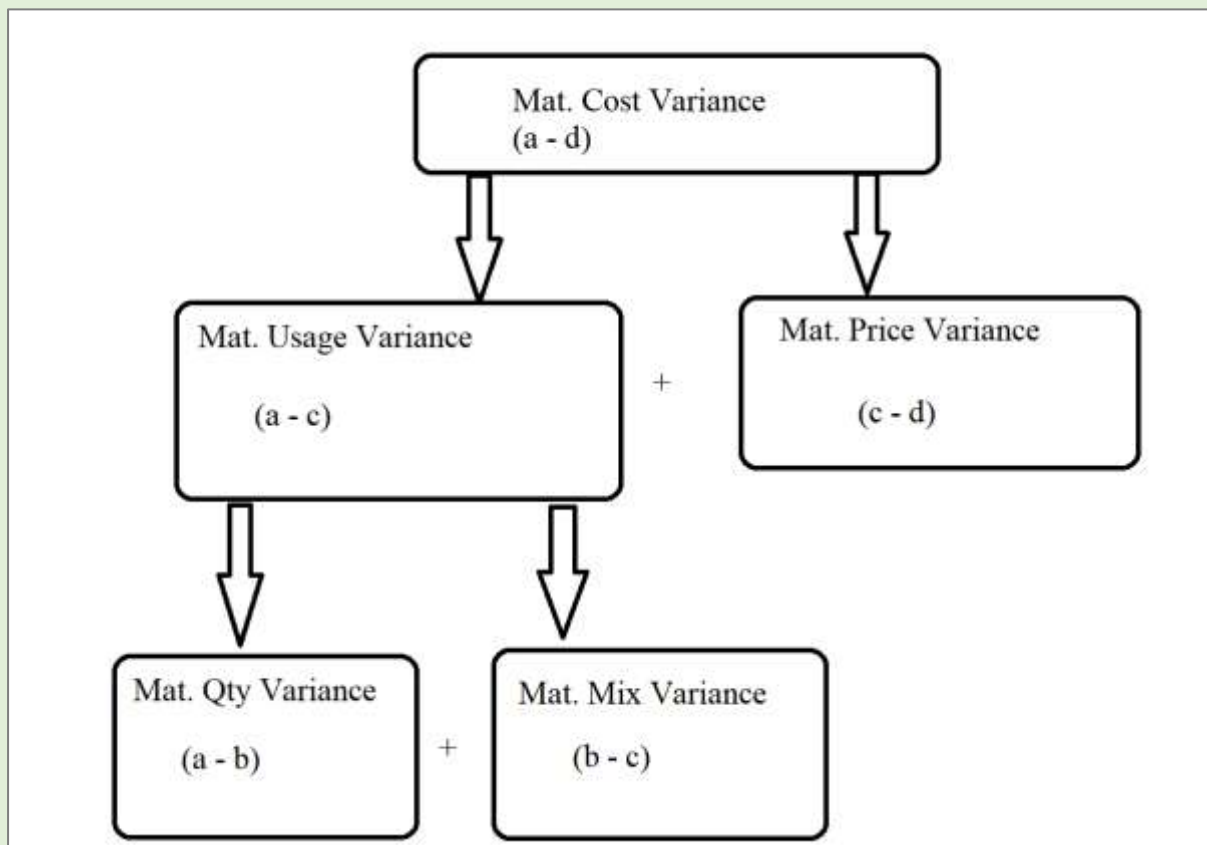 Mat. Cost Variance
(a - d)
Mat. Usage Variance
(a - c)
+
Mat. Price Variance
(c - d)
Mat. Qty Variance
(a - b)
+
Mat. Mix Variance
(b - c)